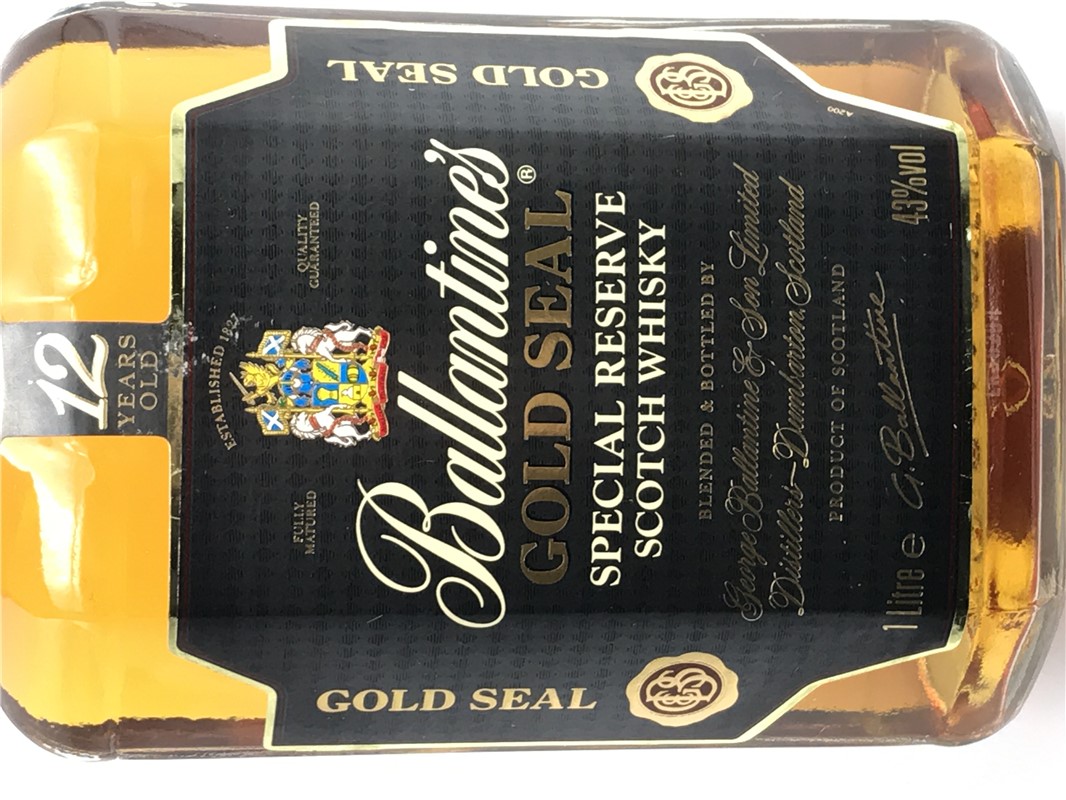 12
YEARS
OLD
ESTABLISHED 1827
FULLY
MATURED
QUALITY
GUARANTEED
Ballantine's®
GOLD SEAL
SPECIAL RESERVE
SCOTCH WHISKY
BLENDED & BOTTLED BY
George Ballantine & Son Limited
Distillers-Dumbarton, Scotland
PRODUCT OF SCOTLAND
G. Ballantine
1 Litre e
43%vol
GOLD SEAL
GOLD SEAL
A200